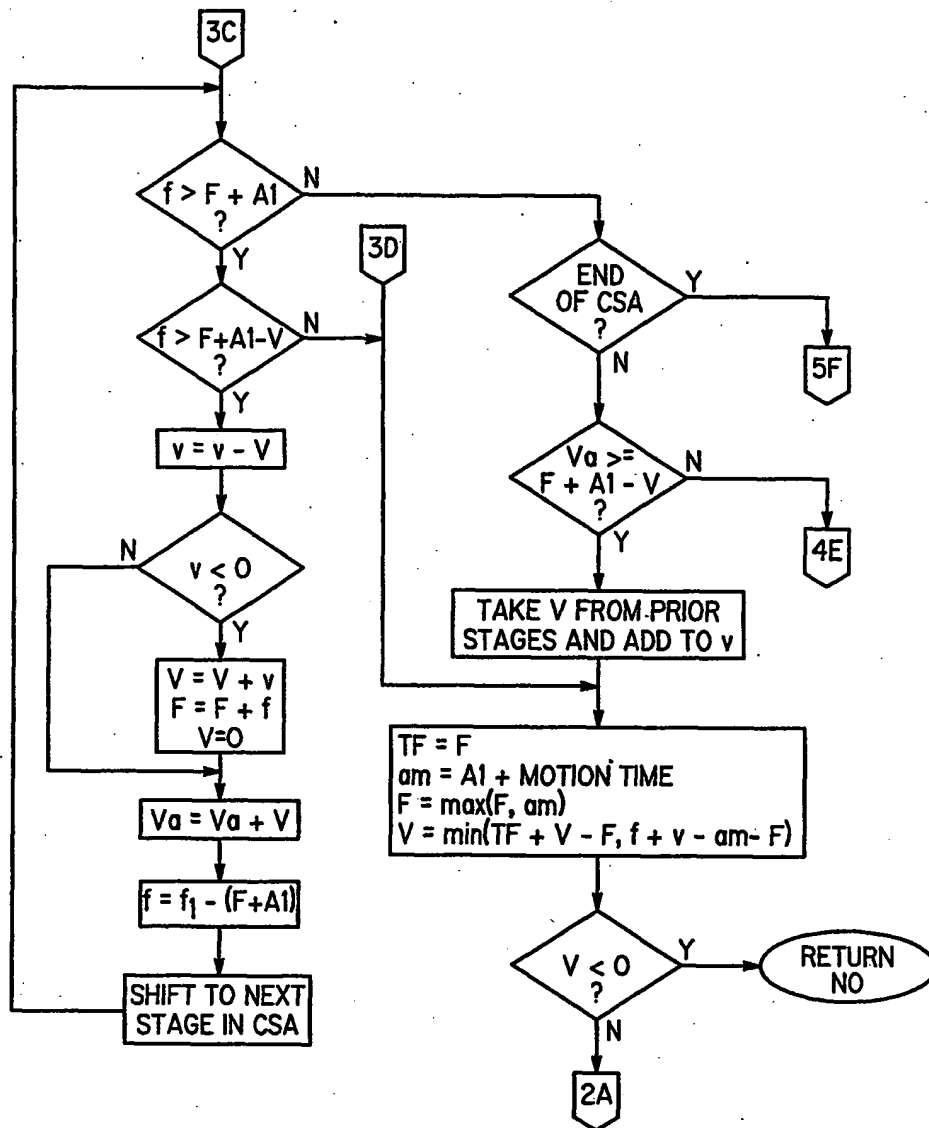 3C
f > F + A1
?
N
Y
3D
f > F+A1-V
?
N
Y
v = v - V
v < 0
?
N
Y
V = V + v
F = F + f
V=0
Va = Va + V
f = f₁ - (F+A1)
SHIFT TO NEXT
STAGE IN CSA
END
OF CSA
?
Y
N
5F
Va >=
F + A1 - V
?
N
Y
4E
TAKE V FROM PRIOR
STAGES AND ADD TO v
TF = F
am = A1 + MOTION TIME
F = max(F, am)
V = min(TF + V - F, f + v - am - F)
V < 0
?
Y
N
RETURN
NO
2A